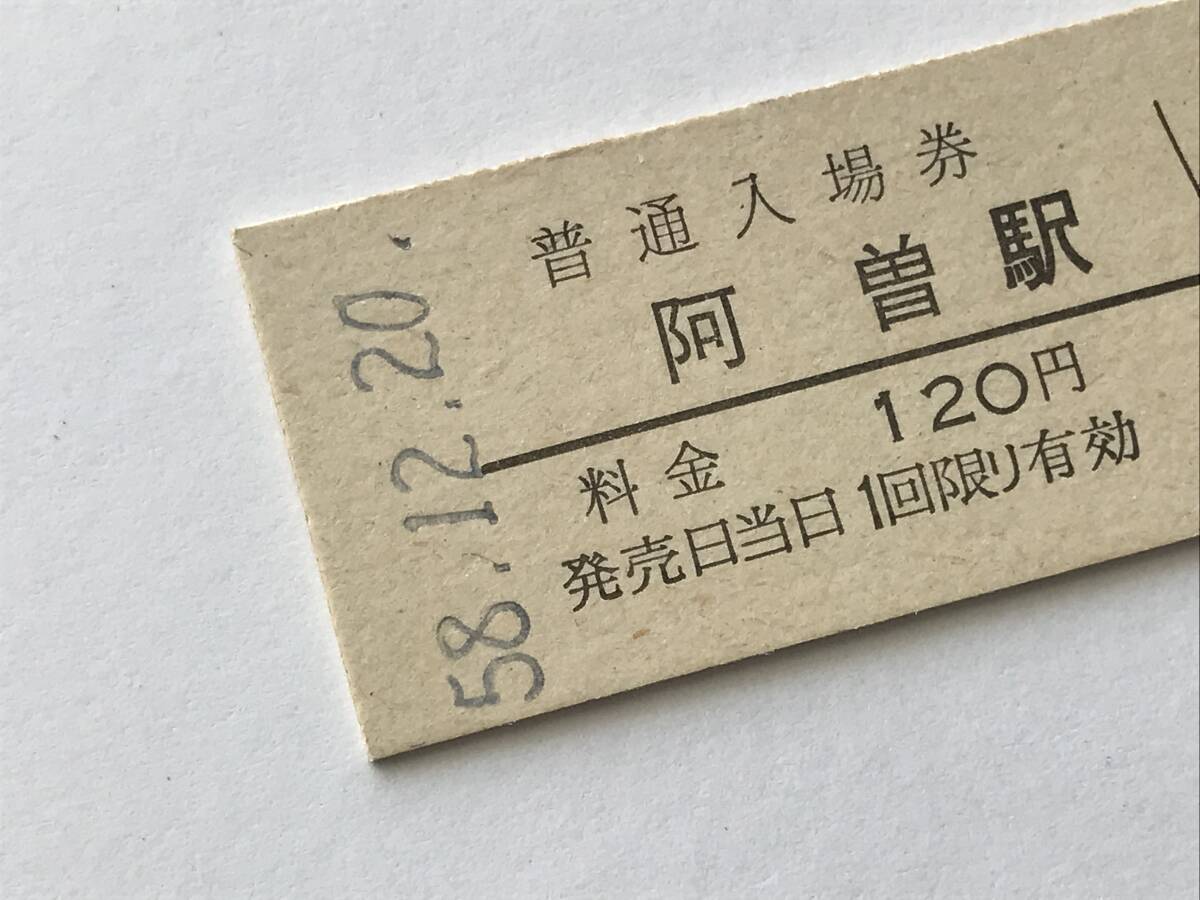 58.12.20.
普通入場券
阿曽駅
料金 120円
発売日当日1回限り有効